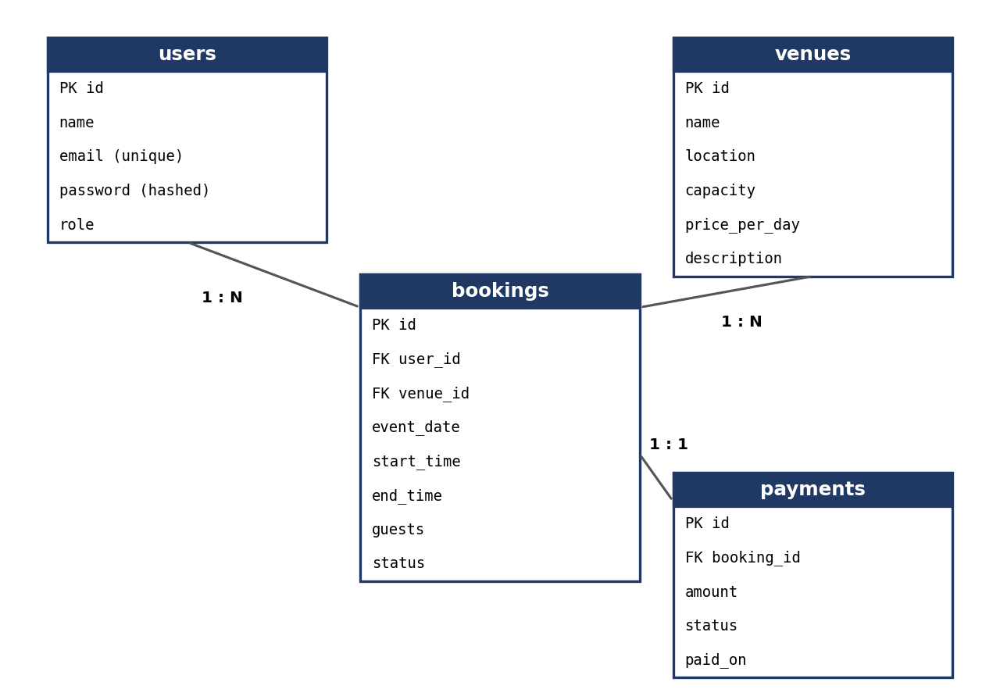 users
PK id
name
email (unique)
password (hashed)
role
venues
PK id
name
location
capacity
price_per_day
description
1 : N
1 : N
bookings
PK id
FK user_id
FK venue_id
event_date
start_time
end_time
guests
status
1 : 1
payments
PK id
FK booking_id
amount
status
paid_on